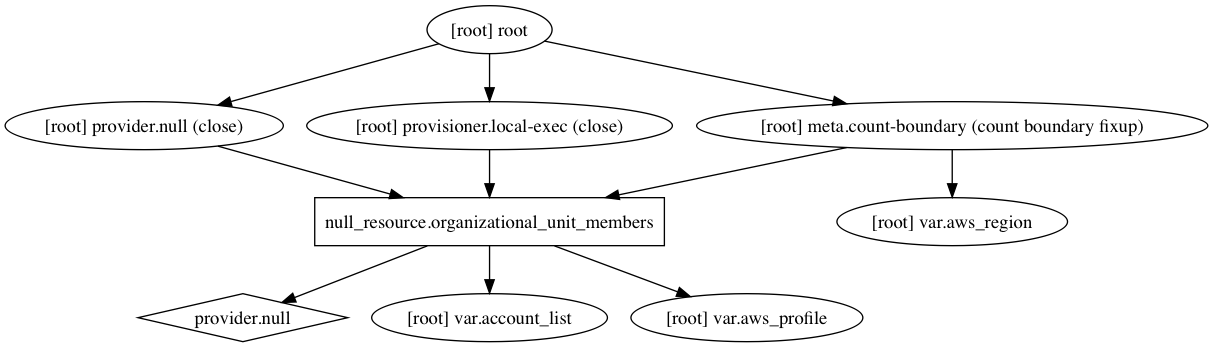 [root] root
[root] provider.null (close)
[root] provisioner.local-exec (close)
[root] meta.count-boundary (count boundary fixup)
null_resource.organizational_unit_members
[root] var.aws_region
provider.null
[root] var.account_list
[root] var.aws_profile